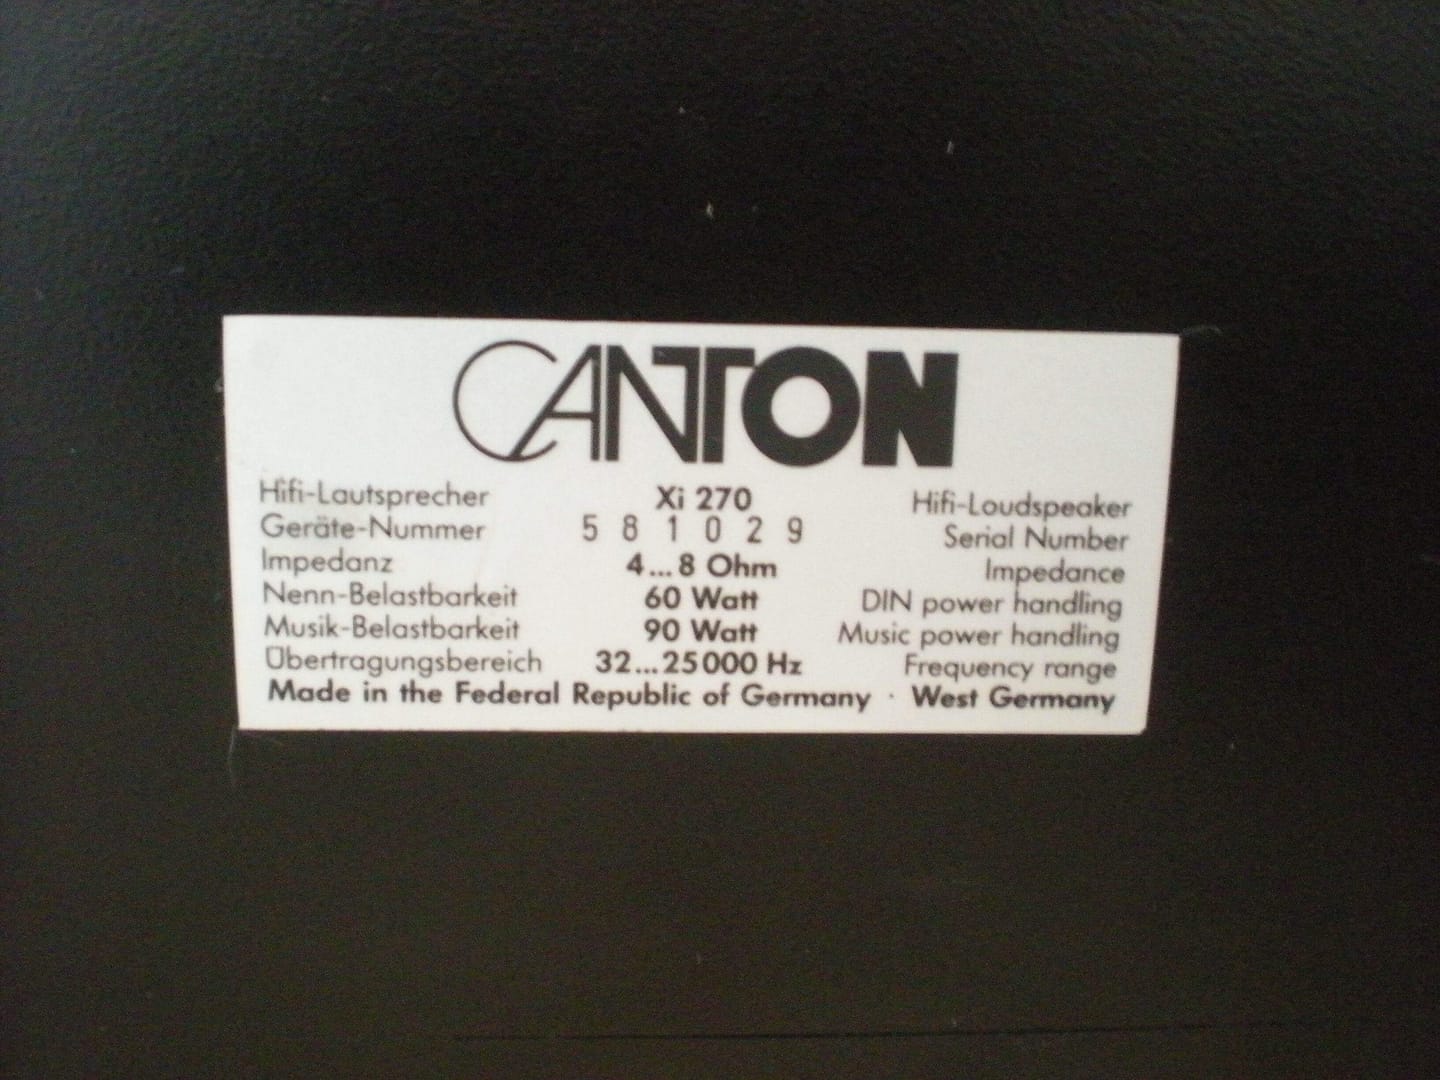 CANTON
Hifi-Lautsprecher Xi 270 Hifi-Loudspeaker
Geräte-Nummer 581029 Serial Number
Impedanz 4...8 Ohm Impedance
Nenn-Belastbarkeit 60 Watt DIN power handling
Musik-Belastbarkeit 90 Watt Music power handling
Übertragungsbereich 32...25000 Hz Frequency range
Made in the Federal Republic of Germany · West Germany